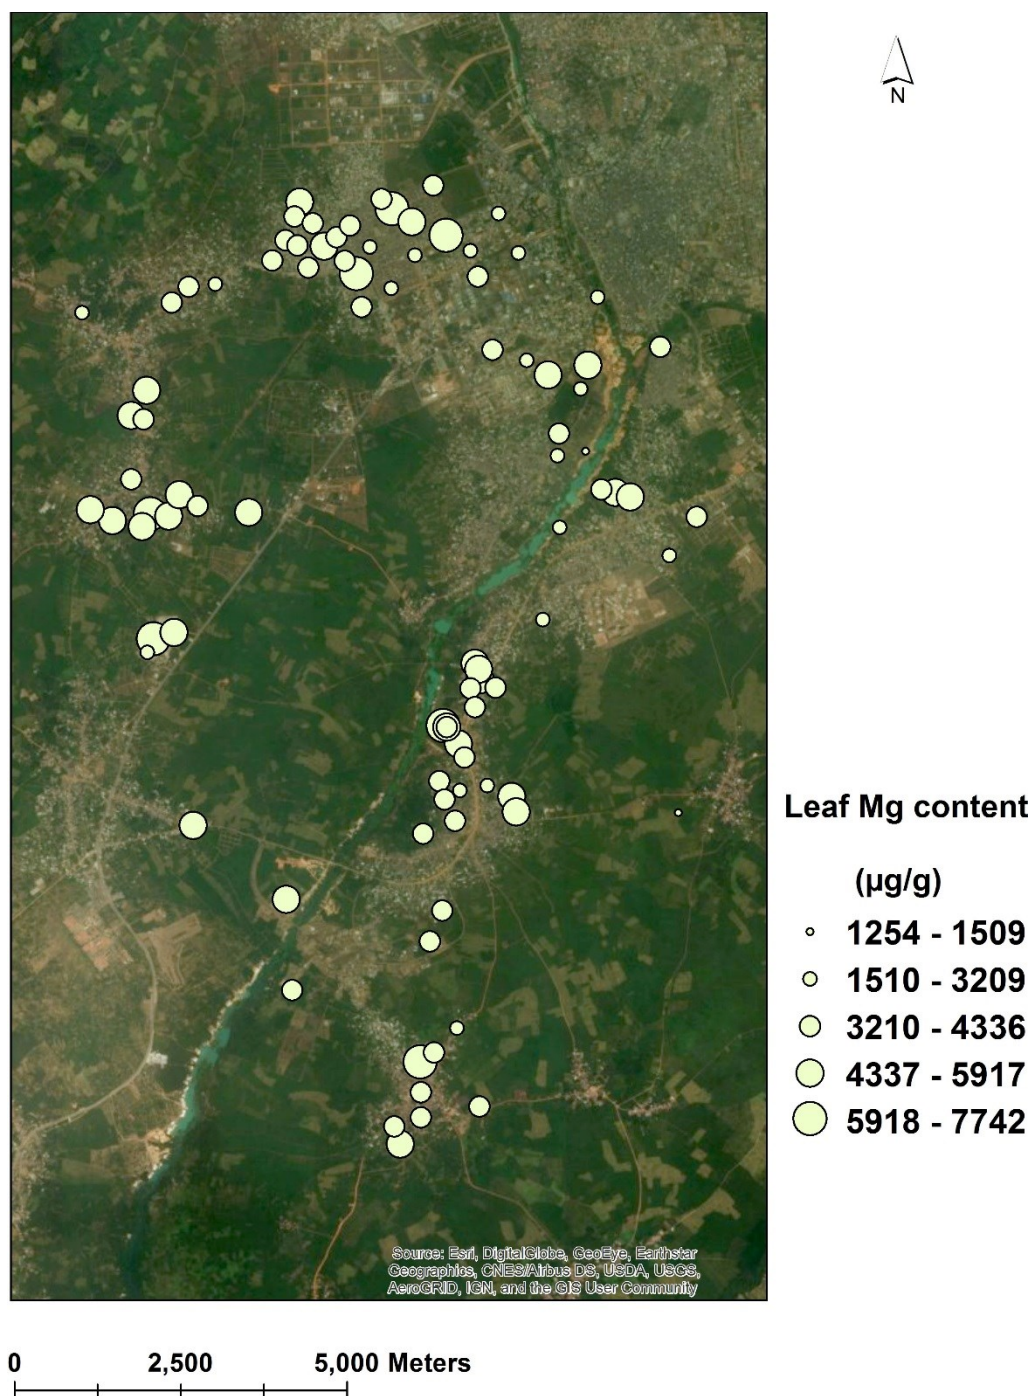 N
Leaf Mg content
(µg/g)
1254 - 1509
1510 - 3209
3210 - 4336
4337 - 5917
5918 - 7742
Source: Esri, DigitalGlobe, GeoEye, Earthstar
Geographics, CNES/Airbus DS, USDA, USGS,
AeroGRID, IGN, and the GIS User Community
0 2,500 5,000 Meters